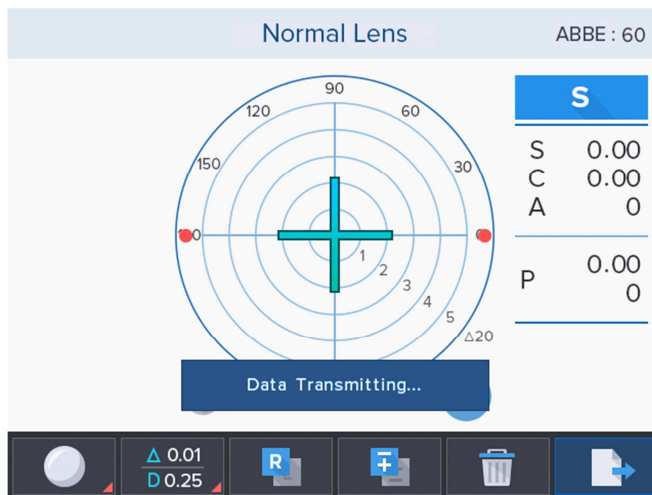 Normal Lens
ABBE : 60
90
120
60
S
150
30
S 0.00
C 0.00
A 0
1
2
3
4
5
Δ20
P 0.00
0
Data Transmitting...
Δ 0.01
D 0.25
R